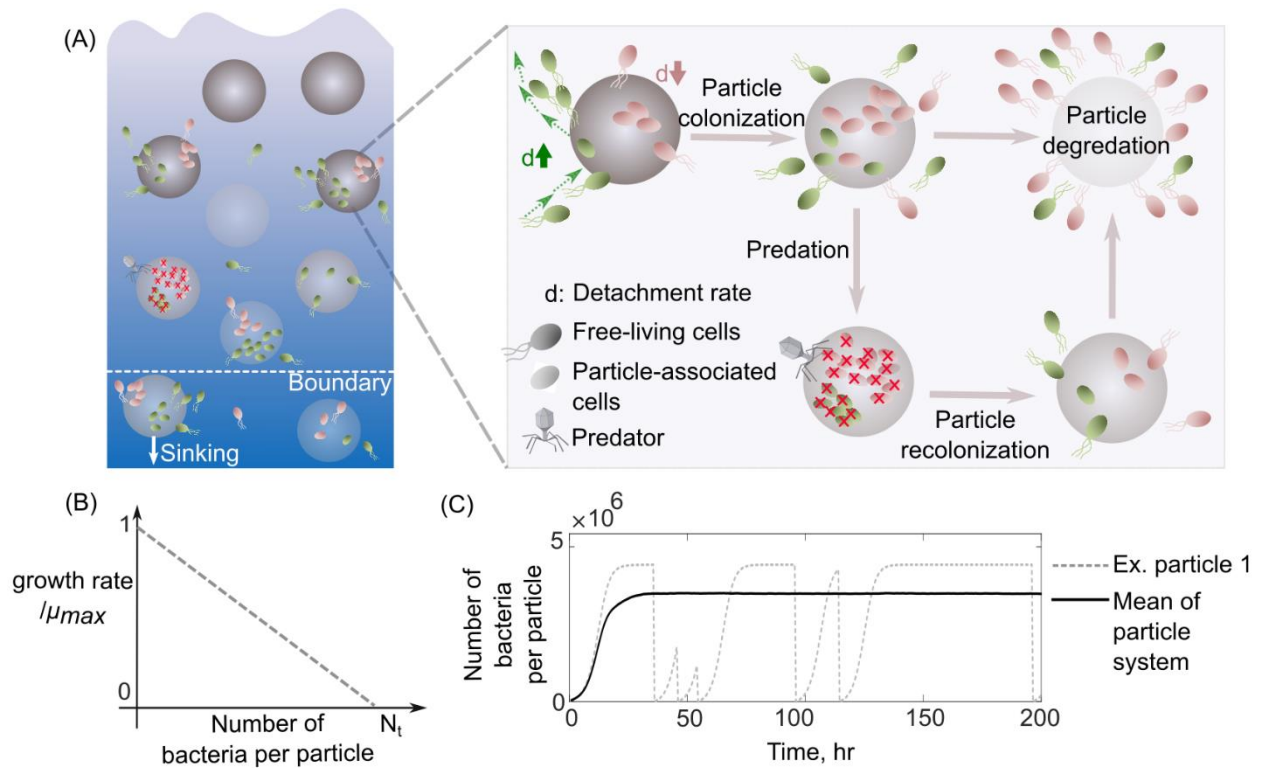 (A)
Boundary
Sinking
d
Particle
colonization
d
Particle
degredation
Predation
d: Detachment rate
Free-living cells
Particle-associated
cells
Predator
Particle
recolonization
(B)
1
growth rate
/μmax
0
Number of
bacteria per particle
Nt
(C)
×10^6
5
Number of
bacteria
per particle
0
0
50
100
150
200
Time, hr
Ex. particle 1
Mean of
particle
system